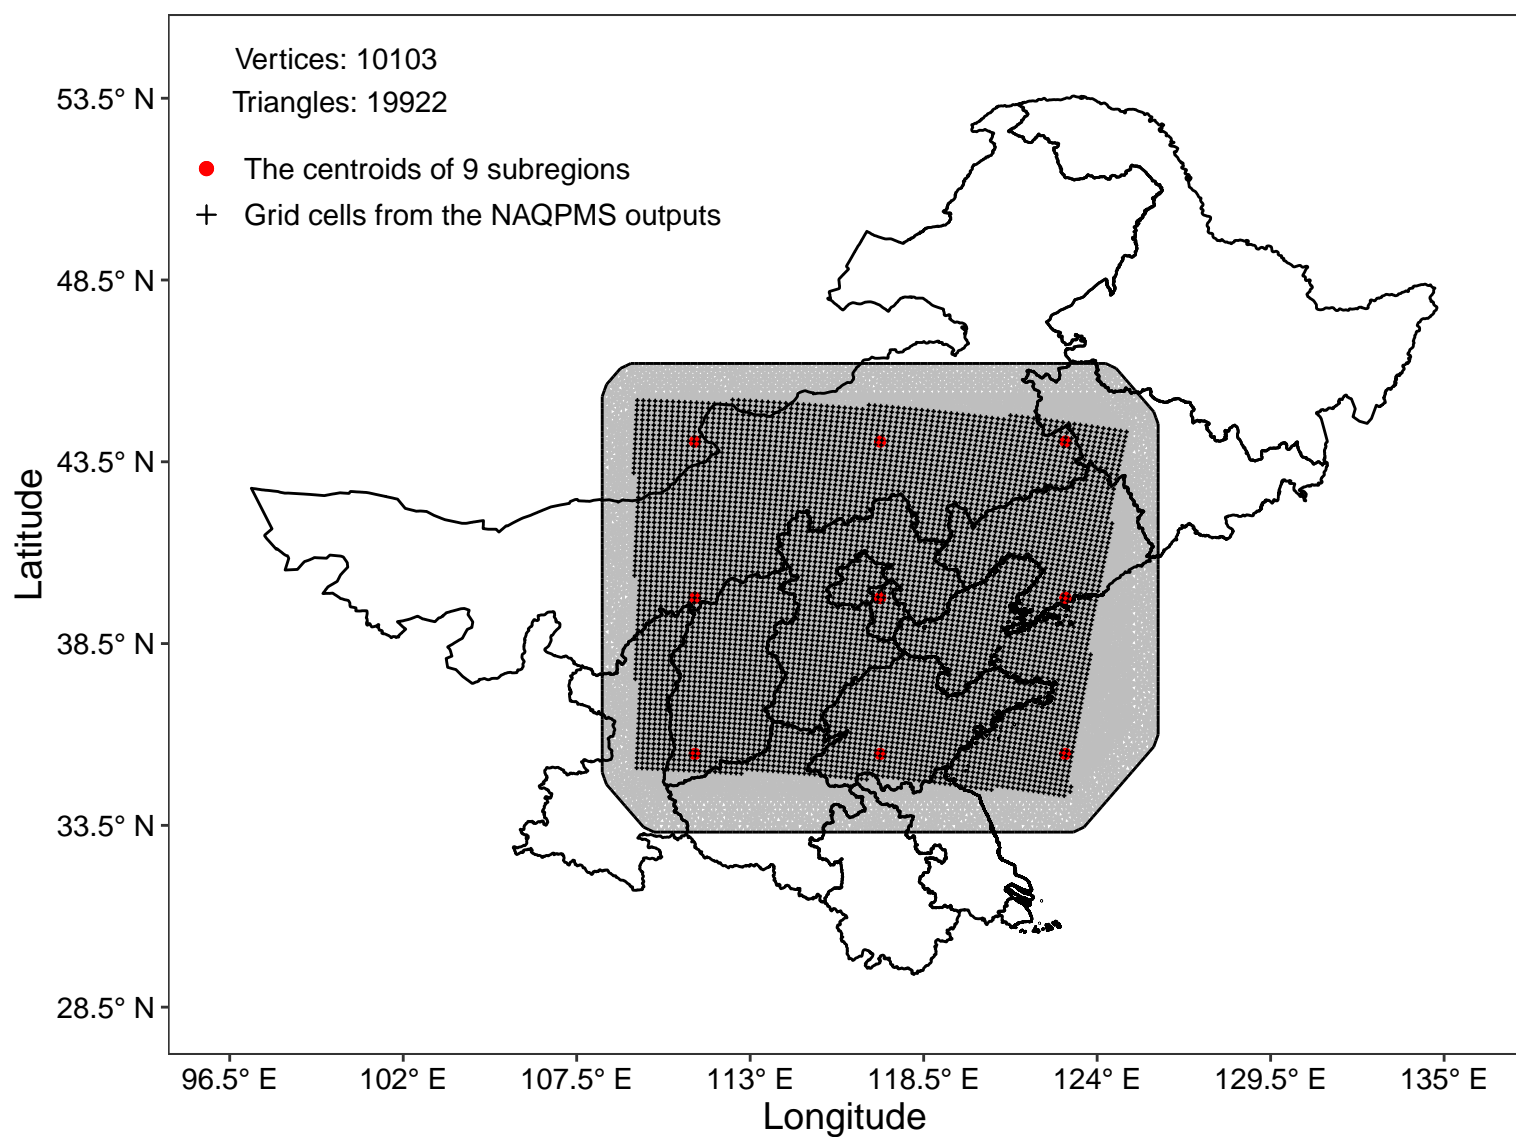 Vertices: 10103
Triangles: 19922
The centroids of 9 subregions
Grid cells from the NAQPMS outputs
53.5° N
48.5° N
43.5° N
38.5° N
33.5° N
28.5° N
Latitude
96.5° E
102° E
107.5° E
113° E
118.5° E
124° E
129.5° E
135° E
Longitude